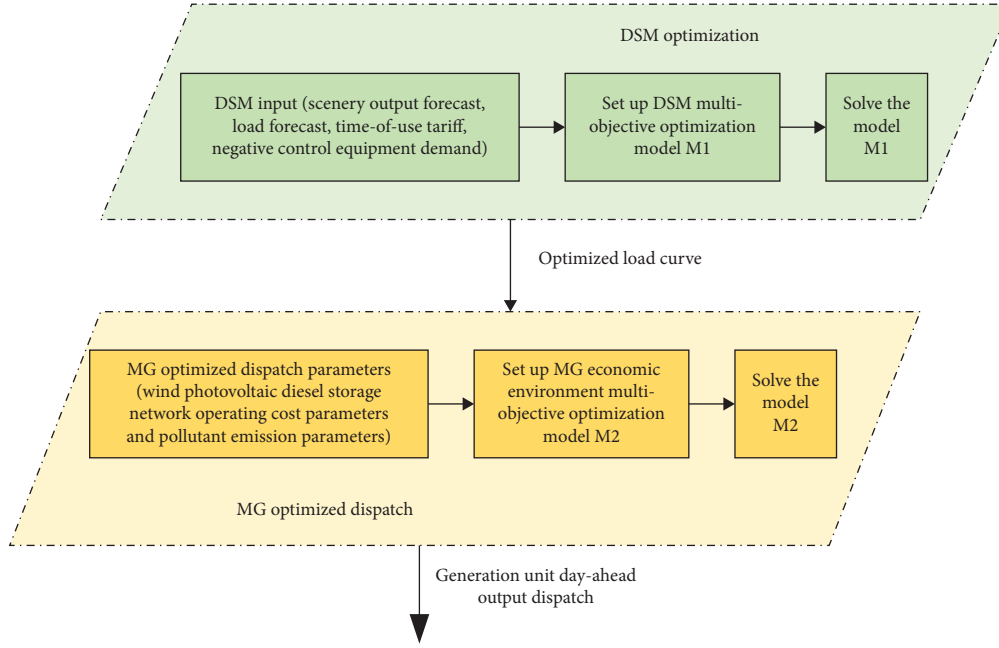 DSM optimization
DSM input (scenery output forecast,
load forecast, time-of-use tariff,
negative control equipment demand)
Set up DSM multi-
objective optimization
model M1
Solve the
model
M1
Optimized load curve
MG optimized dispatch parameters
(wind photovoltaic diesel storage
network operating cost parameters
and pollutant emission parameters)
Set up MG economic
environment multi-
objective optimization
model M2
Solve the
model
M2
MG optimized dispatch
Generation unit day-ahead
output dispatch